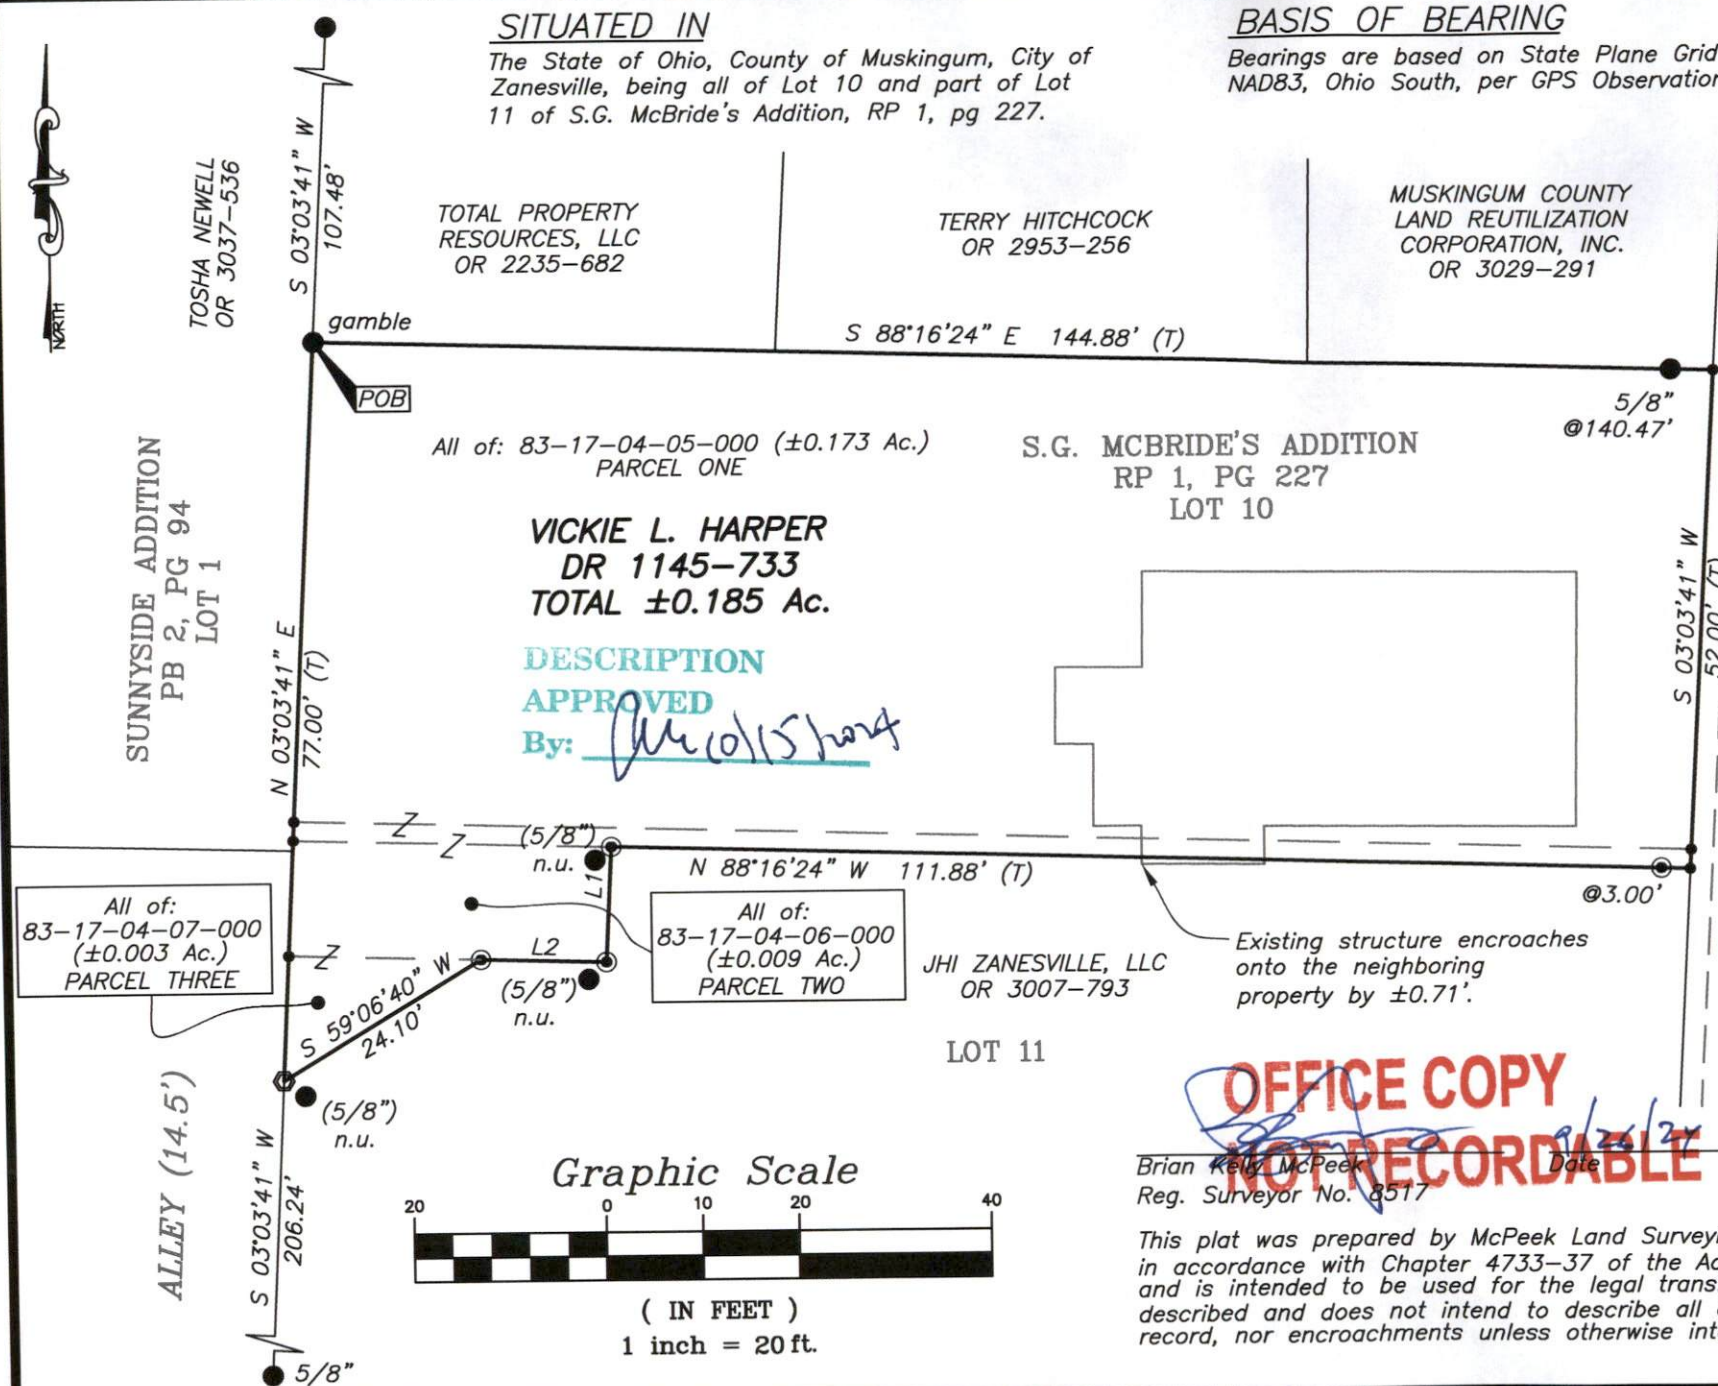 SITUATED IN
The State of Ohio, County of Muskingum, City of
Zanesville, being all of Lot 10 and part of Lot
11 of S.G. McBride's Addition, RP 1, pg 227.
BASIS OF BEARING
Bearings are based on State Plane Grid
NAD83, Ohio South, per GPS Observation
NORTH
TOSHA NEWELL
OR 3037-536
S 03°03'41" W
107.48'
TOTAL PROPERTY
RESOURCES, LLC
OR 2235-682
TERRY HITCHCOCK
OR 2953-256
MUSKINGUM COUNTY
LAND REUTILIZATION
CORPORATION, INC.
OR 3029-291
gamble
S 88°16'24" E 144.88' (T)
POB
5/8"
@140.47'
All of: 83-17-04-05-000 (±0.173 Ac.)
PARCEL ONE
S.G. MCBRIDE'S ADDITION
RP 1, PG 227
LOT 10
SUNNYSIDE ADDITION
PB 2, PG 94
LOT 1
VICKIE L. HARPER
DR 1145-733
TOTAL ±0.185 Ac.
DESCRIPTION
APPROVED
By:
N 03°03'41" E
77.00' (T)
S 03°03'41" W
52.00' (T)
Z
Z
(5/8")
n.u.
L1
N 88°16'24" W 111.88' (T)
@3.00'
All of:
83-17-04-07-000
(±0.003 Ac.)
PARCEL THREE
Z
L2
(5/8")
n.u.
All of:
83-17-04-06-000
(±0.009 Ac.)
PARCEL TWO
JHI ZANESVILLE, LLC
OR 3007-793
Existing structure encroaches
onto the neighboring
property by ±0.71'.
S 59°06'40" W
24.10'
LOT 11
(5/8")
n.u.
ALLEY (14.5')
S 03°03'41" W
206.24'
5/8"
Graphic Scale
20 0 10 20 40
( IN FEET )
1 inch = 20 ft.
OFFICE COPY
NOT RECORDABLE
9/26/24
Brian Kelly McPeek Date
Reg. Surveyor No. 8517
This plat was prepared by McPeek Land Survey
in accordance with Chapter 4733-37 of the A
and is intended to be used for the legal trans
described and does not intend to describe all
record, nor encroachments unless otherwise int